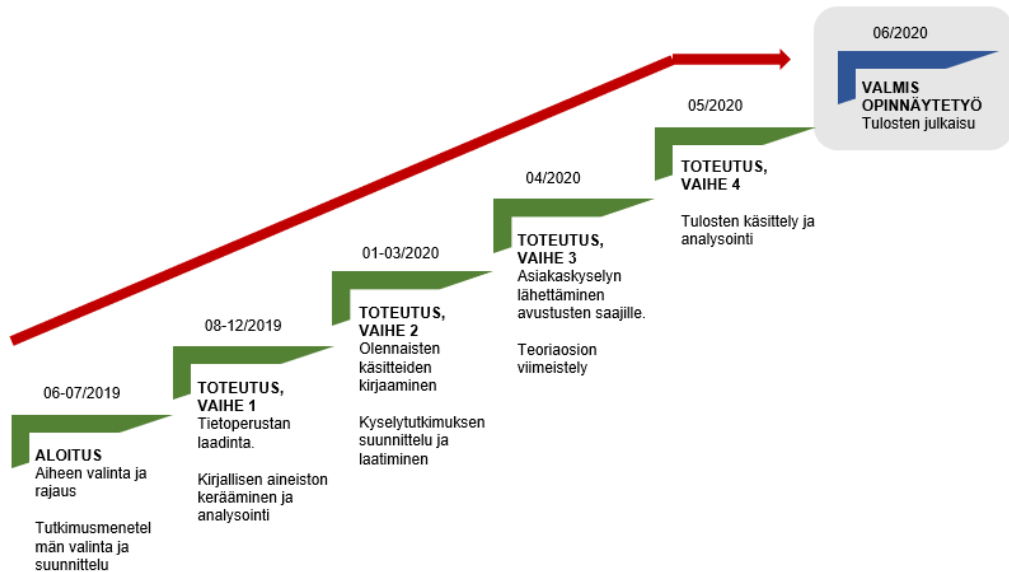 06-07/2019
ALOITUS
Aiheen valinta ja
rajaus
Tutkimusmenetel
män valinta ja
suunnittelu
08-12/2019
TOTEUTUS,
VAIHE 1
Tietoperustan
laadinta.
Kirjallisen aineiston
kerääminen ja
analysointi
01-03/2020
TOTEUTUS,
VAIHE 2
Olennaisten
käsitteiden
kirjaaminen
Kyselytutkimuksen
suunnittelu ja
laatiminen
04/2020
TOTEUTUS,
VAIHE 3
Asiakaskyselyn
lähettäminen
avustusten saajille.
Teoriaosion
viimeistely
05/2020
TOTEUTUS,
VAIHE 4
Tulosten käsittely ja
analysointi
06/2020
VALMIS
OPINNÄYTETYÖ
Tulosten julkaisu